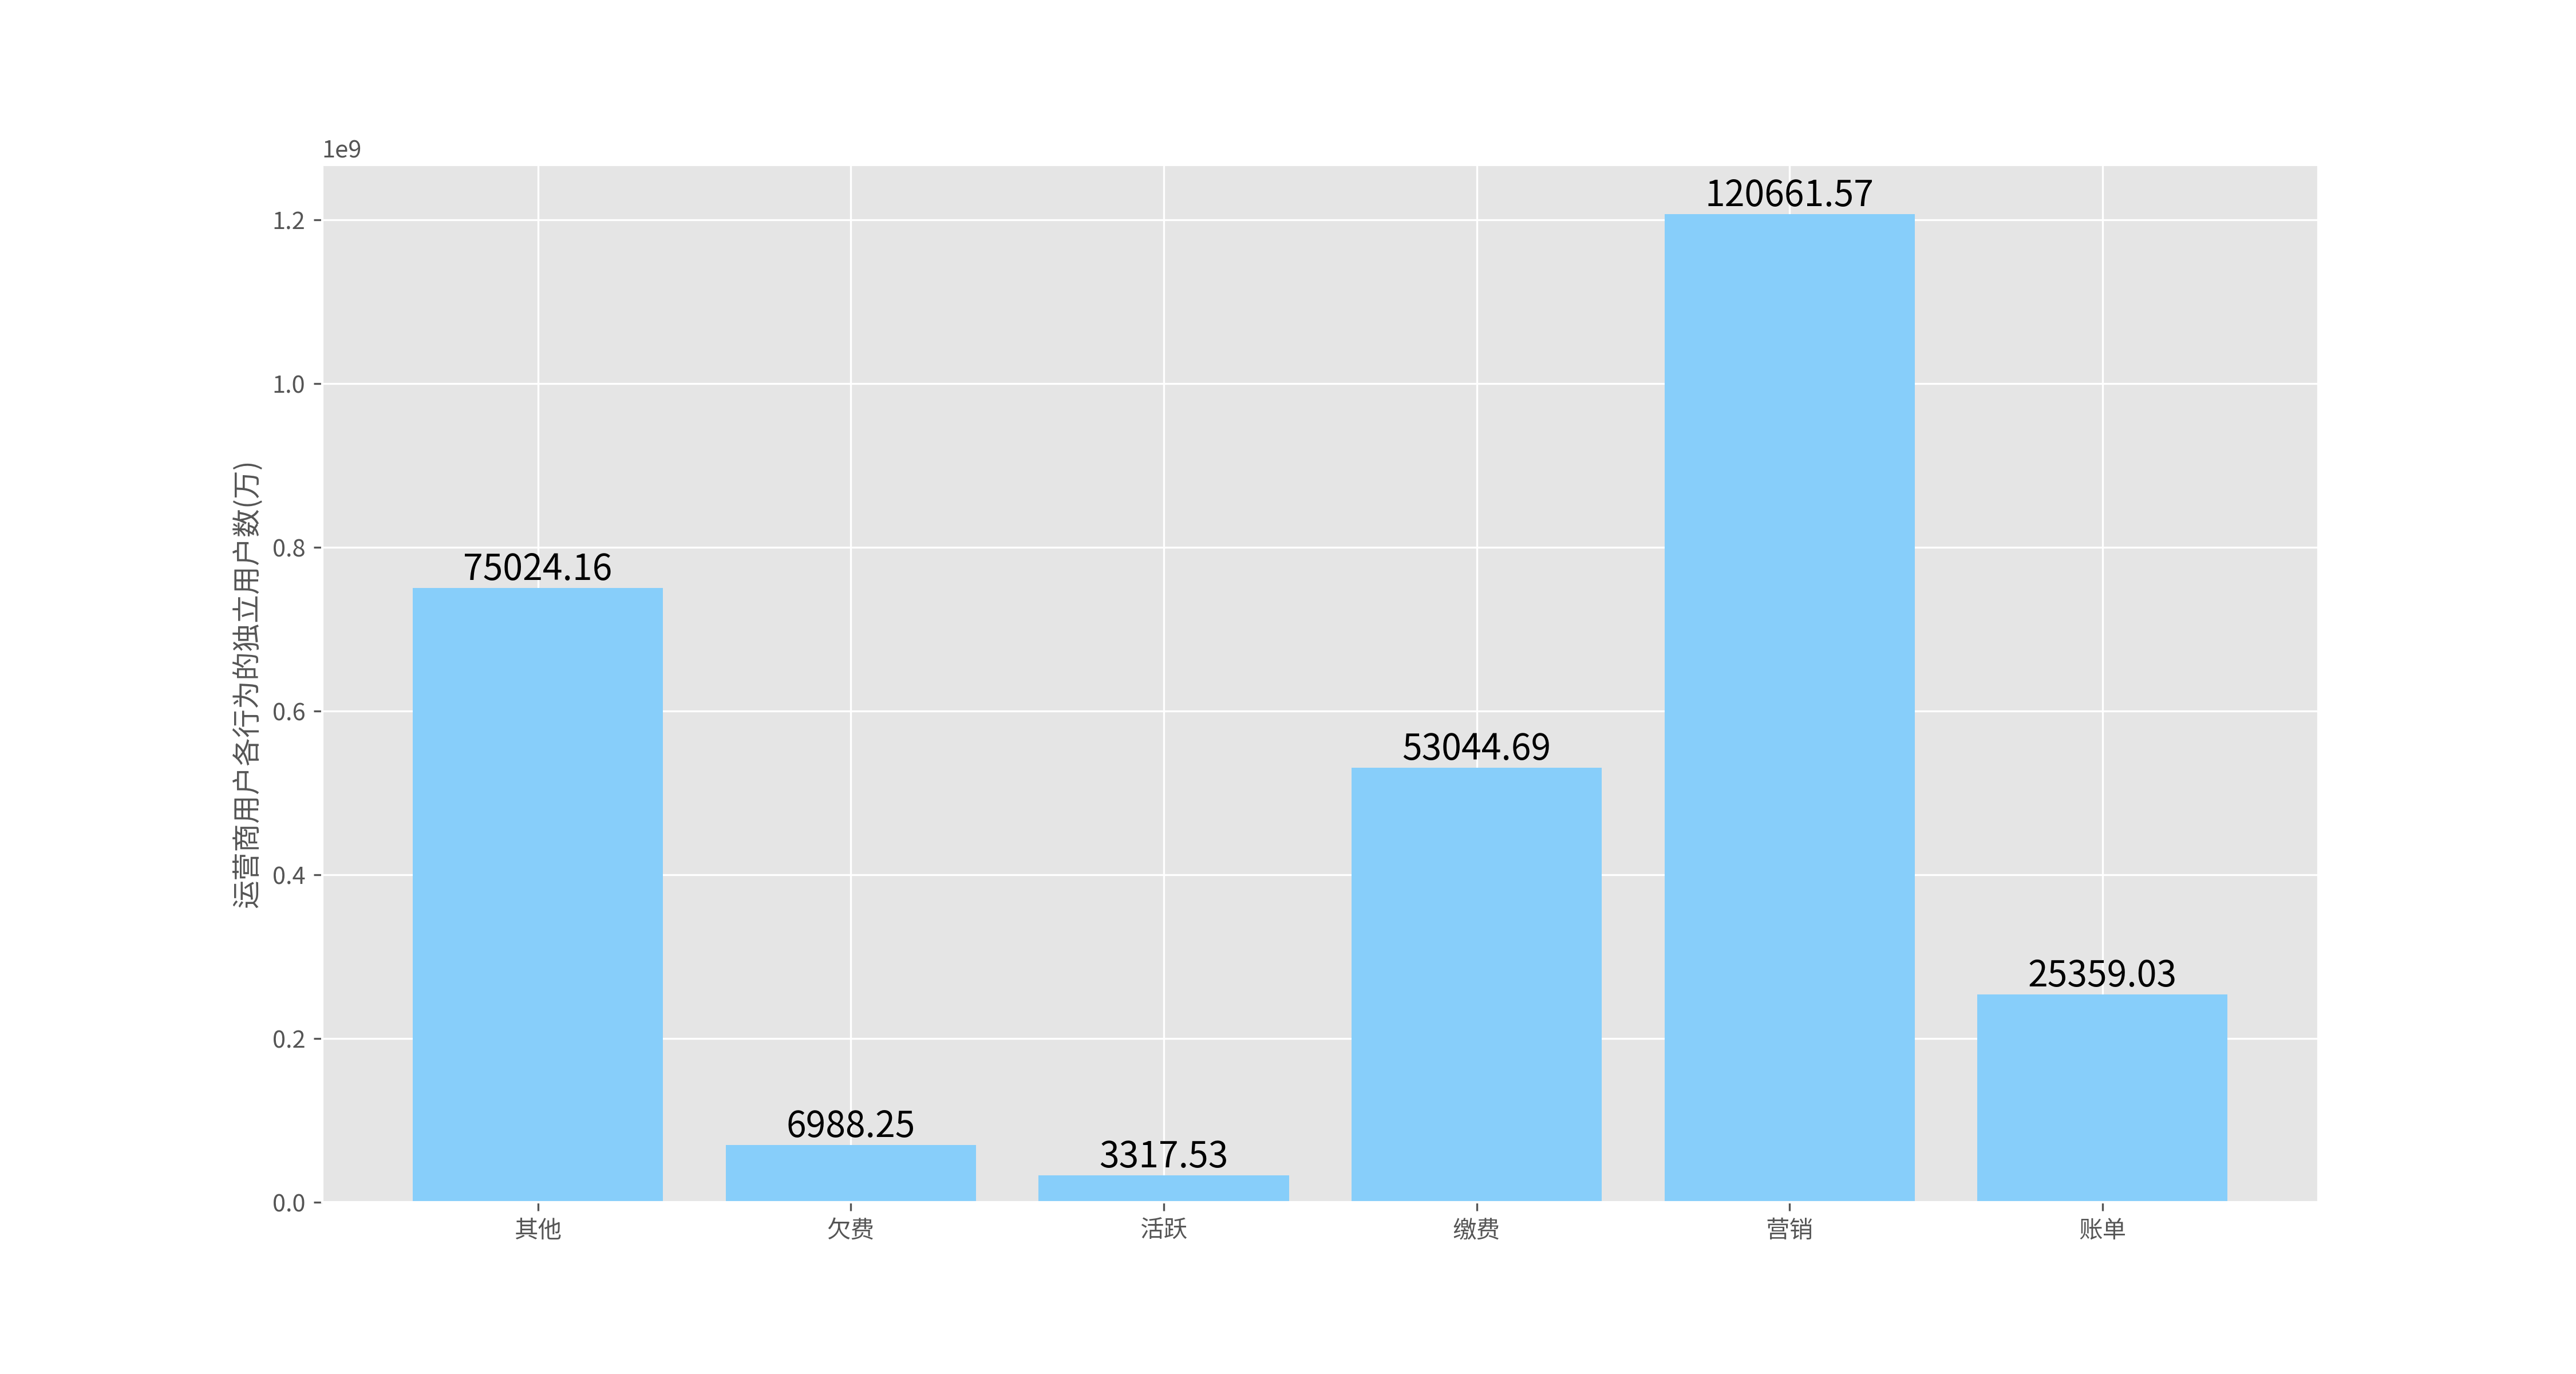 1e9
1.2
1.0
0.8
0.6
0.4
0.2
0.0
运营商用户各行为的独立用户数(万)
75024.16
6988.25
3317.53
53044.69
120661.57
25359.03
其他
欠费
活跃
缴费
营销
账单